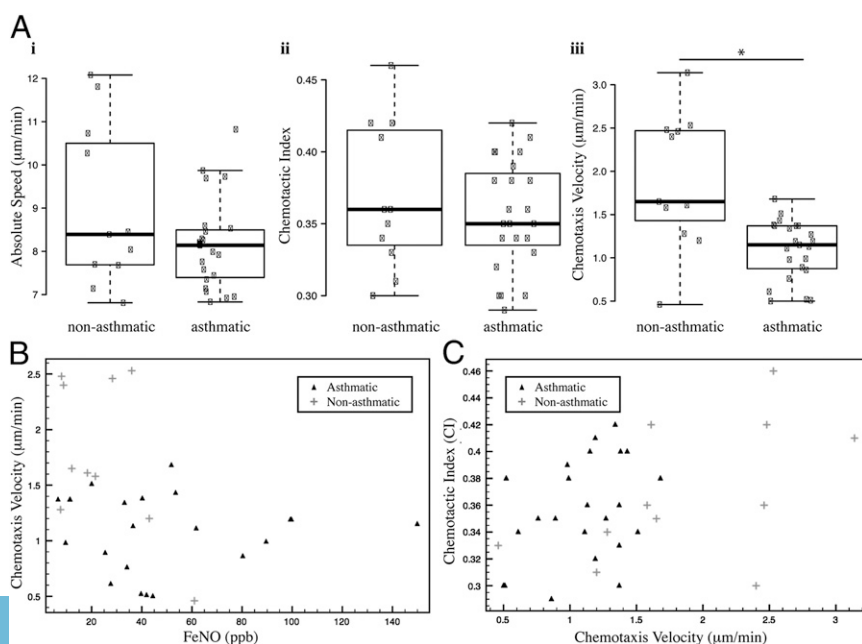 A
i
ii
iii
*
Absolute Speed (µm/min)
12
11
10
9
8
7
non-asthmatic
asthmatic
Chemotactic Index
0.45
0.40
0.35
0.30
non-asthmatic
asthmatic
Chemotaxis Velocity (µm/min)
3.0
2.5
2.0
1.5
1.0
0.5
non-asthmatic
asthmatic
B
Chemotaxis Velocity (µm/min)
2.5
2
1.5
1
0.5
Asthmatic
Non-asthmatic
20 40 60 80 100 120 140
FeNO (ppb)
C
Chemotactic Index (CI)
0.46
0.44
0.42
0.4
0.38
0.36
0.34
0.32
0.3
Asthmatic
Non-asthmatic
0.5 1 1.5 2 2.5 3
Chemotaxis Velocity (µm/min)